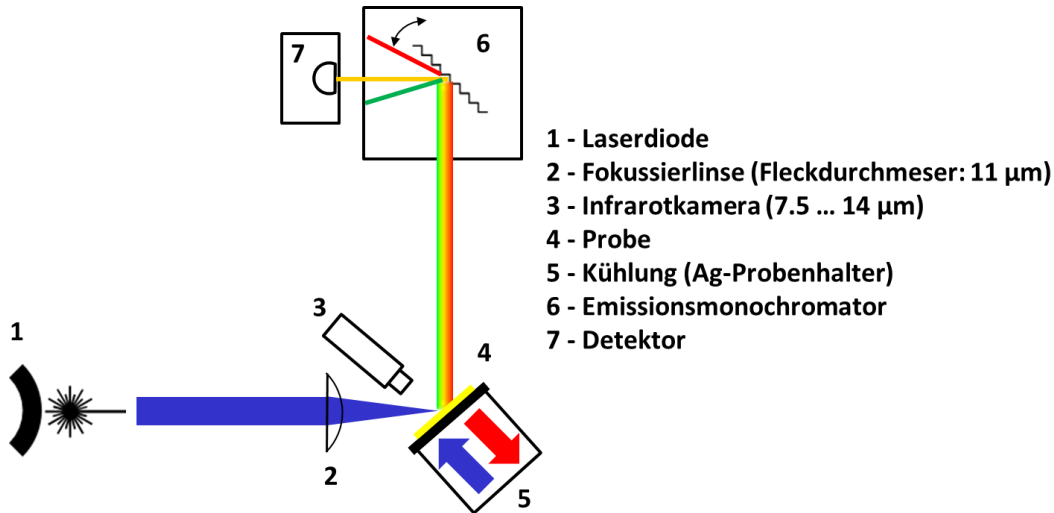 7
6
1 - Laserdiode
2 - Fokussierlinse (Fleckdurchmeser: 11 µm)
3 - Infrarotkamera (7.5 ... 14 µm)
4 - Probe
5 - Kühlung (Ag-Probenhalter)
6 - Emissionsmonochromator
7 - Detektor
3
1
4
2
5